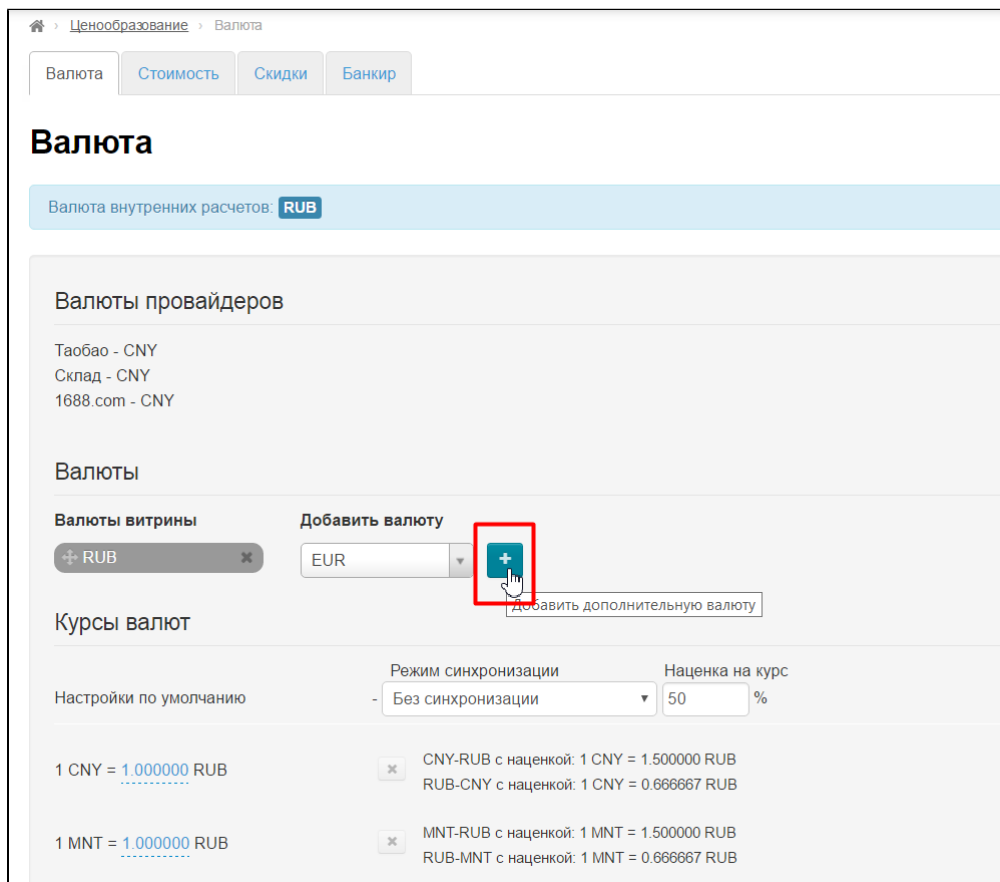 Ценообразование › Валюта
Валюта Стоимость Скидки Банкир
Валюта
Валюта внутренних расчетов: RUB
Валюты провайдеров
Таобао - CNY
Склад - CNY
1688.com - CNY
Валюты
Валюты витрины Добавить валюту
RUB EUR +
Добавить дополнительную валюту
Курсы валют
Режим синхронизации Наценка на курс
Настройки по умолчанию - Без синхронизации 50 %
1 CNY = 1.000000 RUB
CNY-RUB с наценкой: 1 CNY = 1.500000 RUB
RUB-CNY с наценкой: 1 CNY = 0.666667 RUB
1 MNT = 1.000000 RUB
MNT-RUB с наценкой: 1 MNT = 1.500000 RUB
RUB-MNT с наценкой: 1 MNT = 0.666667 RUB